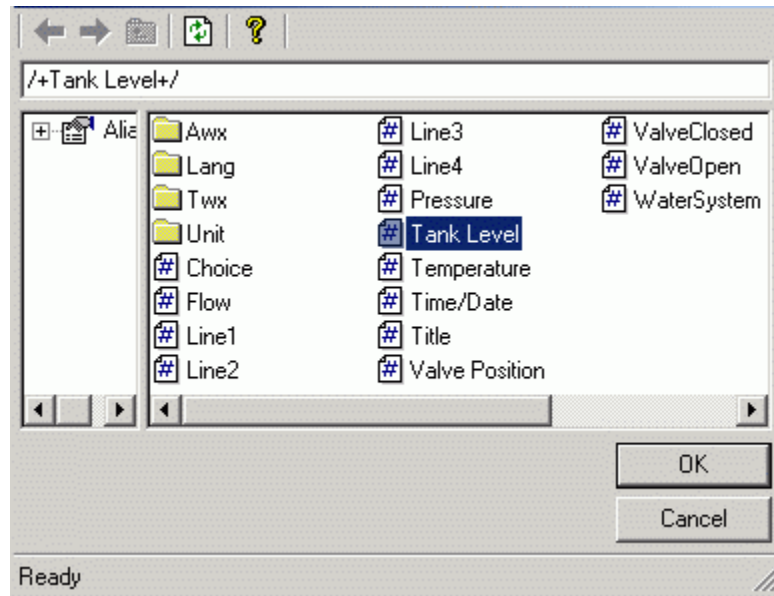 /+Tank Level+/
Alia
Awx
Lang
Twx
Unit
Choice
Flow
Line1
Line2
Line3
Line4
Pressure
Tank Level
Temperature
Time/Date
Title
Valve Position
ValveClosed
ValveOpen
WaterSystem
OK
Cancel
Ready